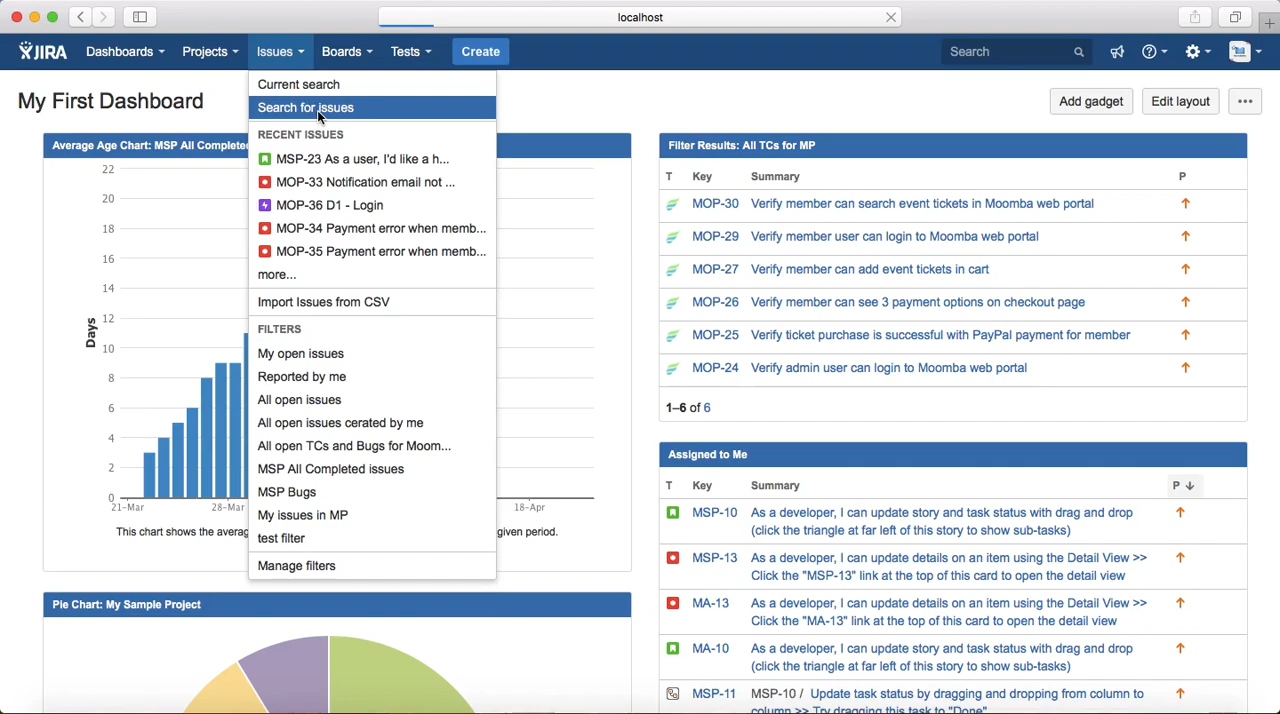 localhost
JIRA Dashboards Projects Issues Boards Tests Create Search
My First Dashboard
Add gadget Edit layout
Current search
Search for issues
RECENT ISSUES
MSP-23 As a user, I'd like a h...
MOP-33 Notification email not ...
MOP-36 D1 - Login
MOP-34 Payment error when memb...
MOP-35 Payment error when memb...
more...
Import Issues from CSV
FILTERS
My open issues
Reported by me
All open issues
All open issues cerated by me
All open TCs and Bugs for Moom...
MSP All Completed issues
MSP Bugs
My issues in MP
test filter
Manage filters
Average Age Chart: MSP All Complete
22
20
18
16
14
12
10
8
6
4
2
0
Days
21-Mar 28-Mar 18-Apr
This chart shows the averag given period.
Pie Chart: My Sample Project
Filter Results: All TCs for MP
T Key Summary P
MOP-30 Verify member can search event tickets in Moomba web portal
MOP-29 Verify member user can login to Moomba web portal
MOP-27 Verify member can add event tickets in cart
MOP-26 Verify member can see 3 payment options on checkout page
MOP-25 Verify ticket purchase is successful with PayPal payment for member
MOP-24 Verify admin user can login to Moomba web portal
1–6 of 6
Assigned to Me
T Key Summary P
MSP-10 As a developer, I can update story and task status with drag and drop
(click the triangle at far left of this story to show sub-tasks)
MSP-13 As a developer, I can update details on an item using the Detail View >>
Click the "MSP-13" link at the top of this card to open the detail view
MA-13 As a developer, I can update details on an item using the Detail View >>
Click the "MA-13" link at the top of this card to open the detail view
MA-10 As a developer, I can update story and task status with drag and drop
(click the triangle at far left of this story to show sub-tasks)
MSP-11 MSP-10 / Update task status by dragging and dropping from column to
column >> Try dragging this task to "Done"